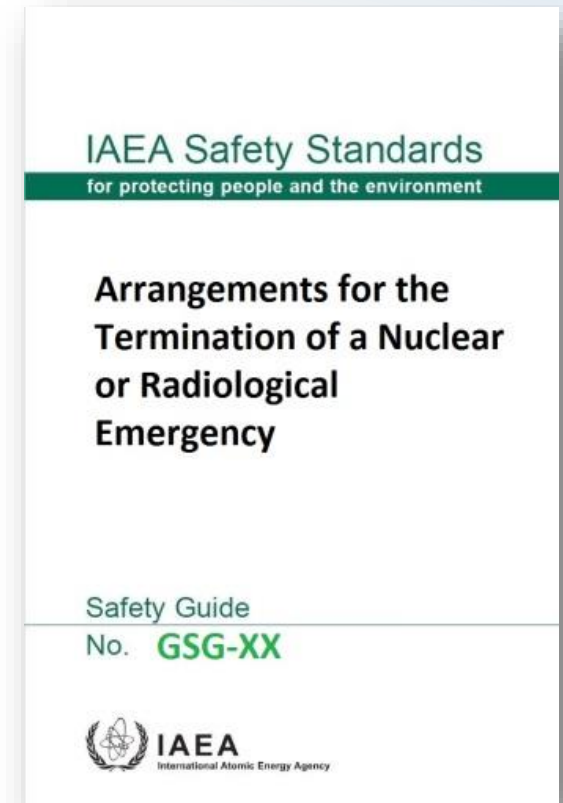 IAEA Safety Standards
for protecting people and the environment
Arrangements for the
Termination of a Nuclear
or Radiological
Emergency
Safety Guide
No. GSG-XX
IAEA
International Atomic Energy Agency